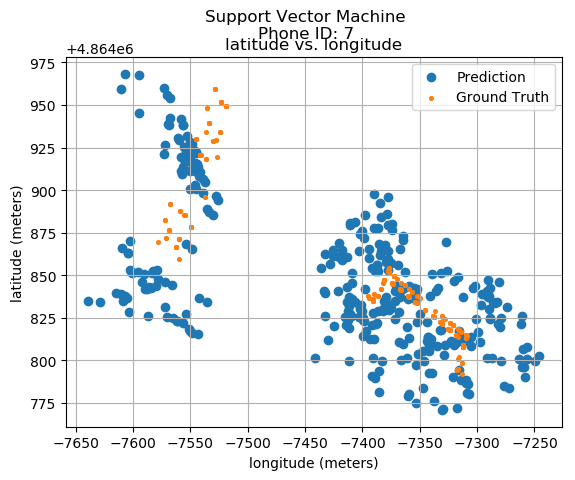 Support Vector Machine
Phone ID: 7
latitude vs. longitude
+4.864e6
975
950
925
900
875
850
825
800
775
latitude (meters)
Prediction
Ground Truth
−7650
−7600
−7550
−7500
−7450
−7400
−7350
−7300
−7250
longitude (meters)